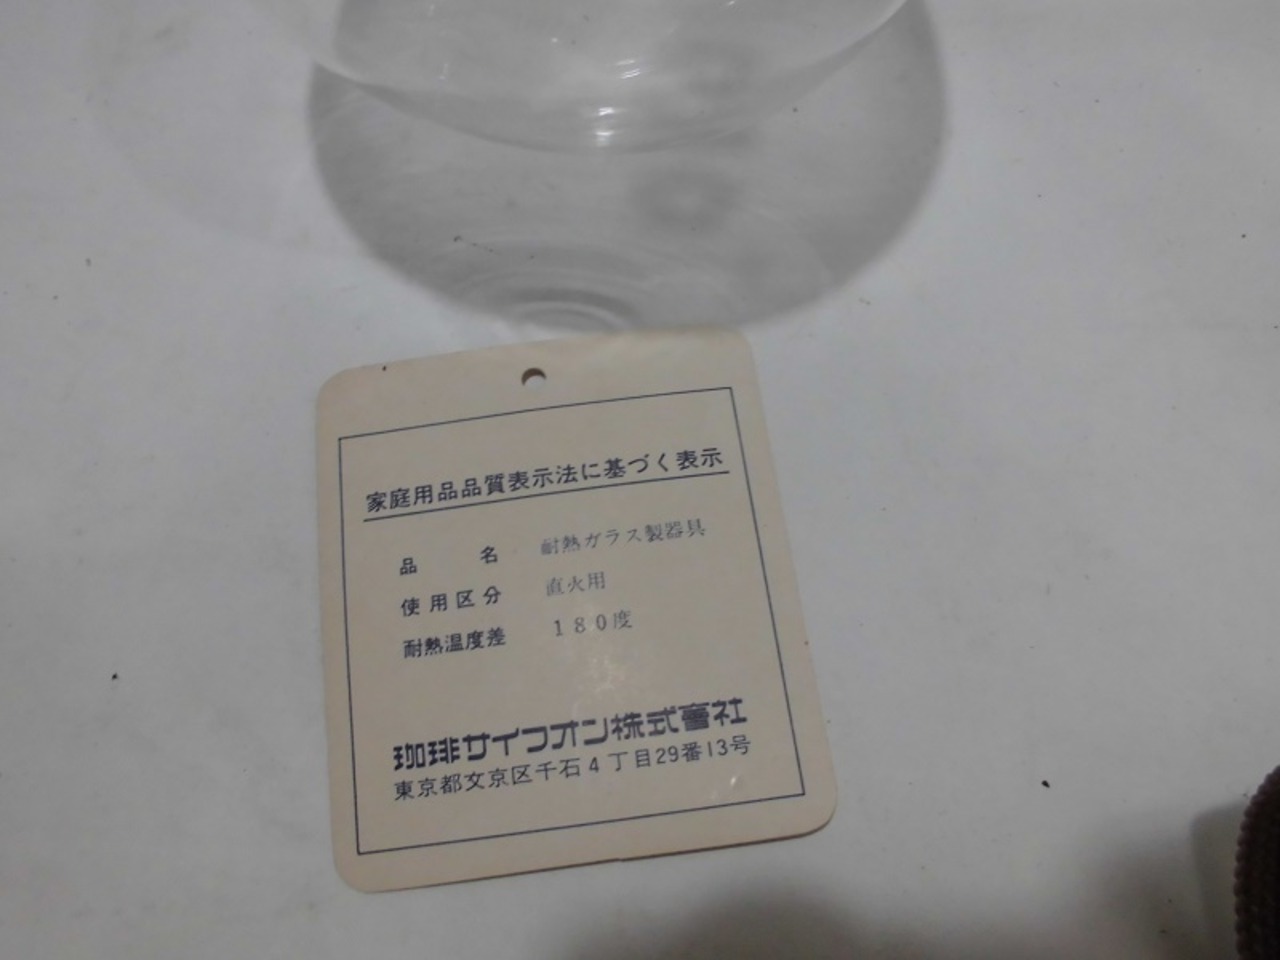 家庭用品品質表示法に基づく表示
品名 耐熱ガラス製器具
使用区分 直火用
耐熱温度差 180度
珈琲サイフオン株式會社
東京都文京区千石4丁目29番13号